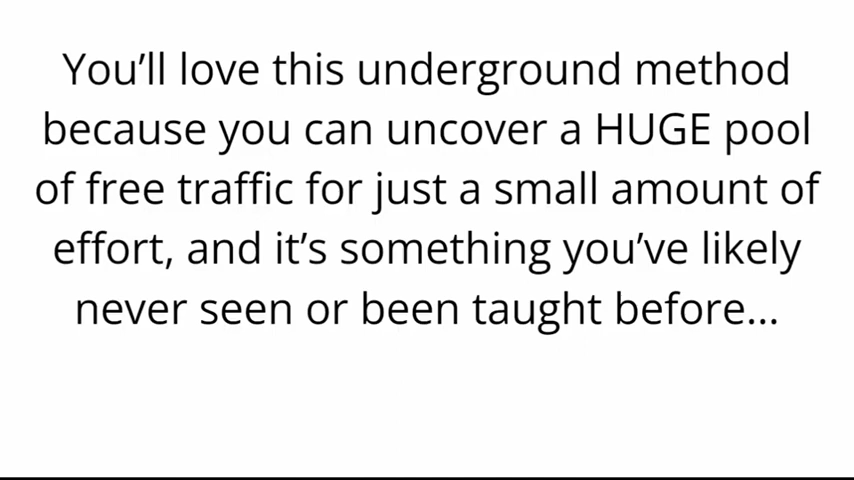 You’ll love this underground method
because you can uncover a HUGE pool
of free traffic for just a small amount of
effort, and it’s something you’ve likely
never seen or been taught before...